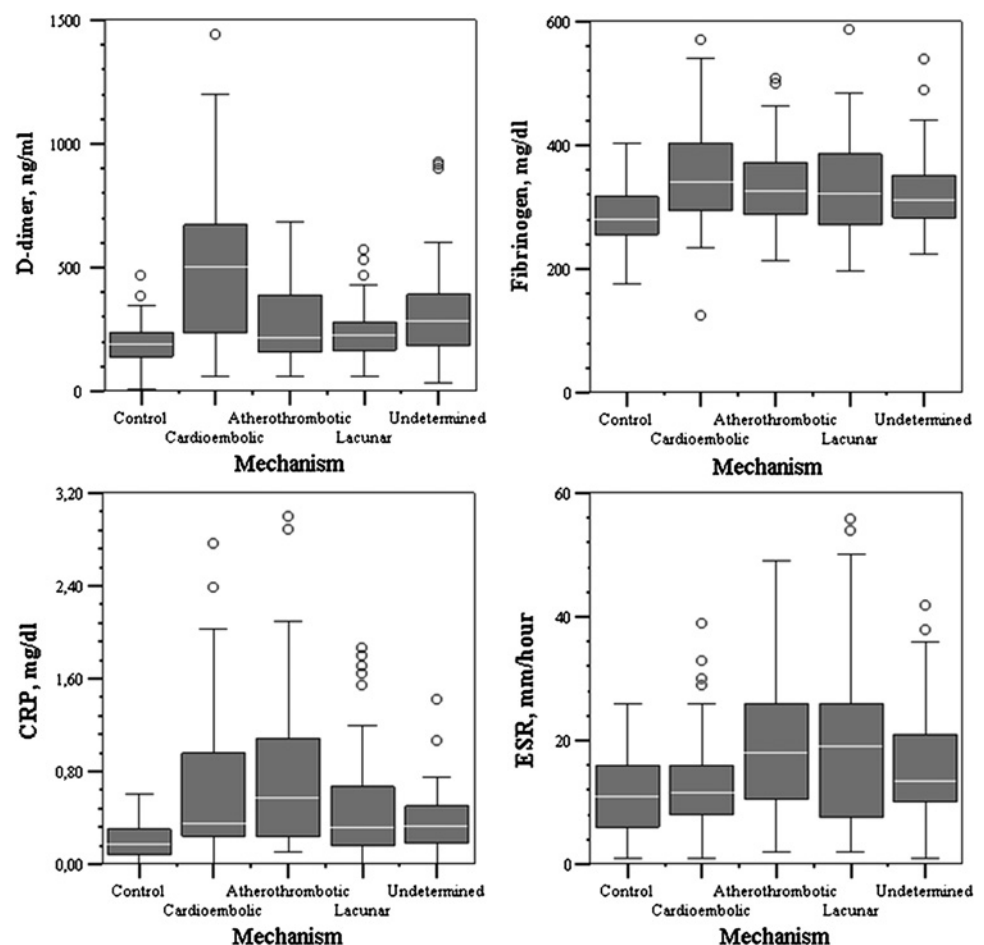 1500
1000
500
0
D-dimer, ng/ml
Control
Cardioembolic
Atherothrombotic
Lacunar
Undetermined
Mechanism
600
400
200
0
Fibrinogen, mg/dl
Control
Cardioembolic
Atherothrombotic
Lacunar
Undetermined
Mechanism
3,20
2,40
1,60
0,80
0,00
CRP, mg/dl
Control
Cardioembolic
Atherothrombotic
Lacunar
Undetermined
Mechanism
60
40
20
0
ESR, mm/hour
Control
Cardioembolic
Atherothrombotic
Lacunar
Undetermined
Mechanism